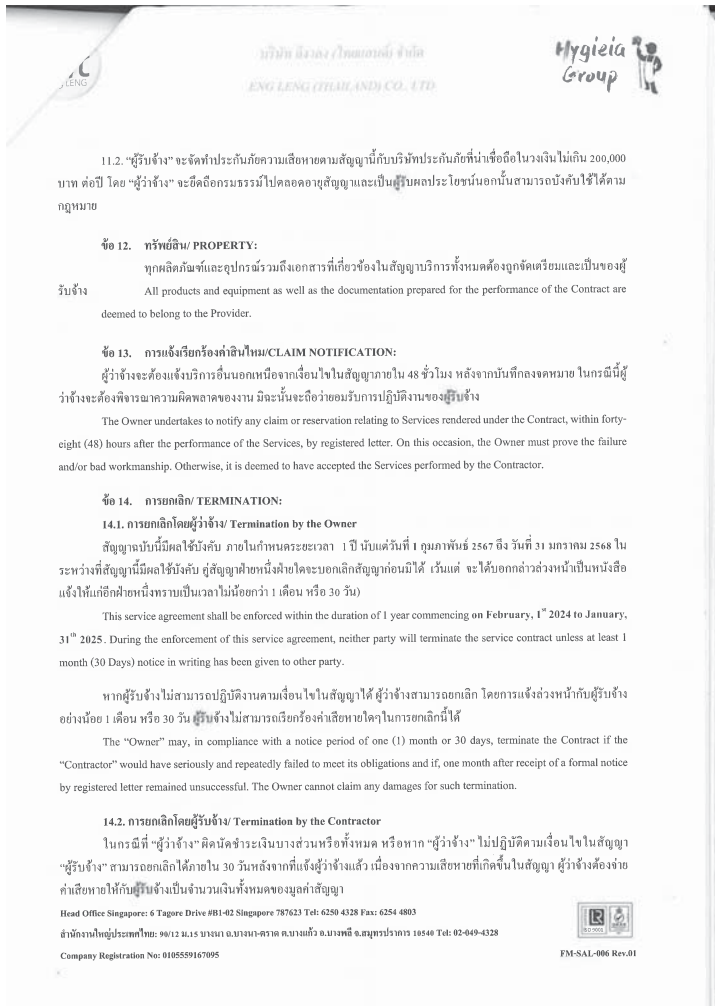 LENG
บริษัท อิงเลง (ไทยแลนด์) จำกัด
ENG LENG (THAILAND) CO., LTD
Hygieia
Group
11.2. “ผู้รับจ้าง” จะจัดทำประกันภัยความเสียหายตามสัญญานี้กับบริษัทประกันภัยที่น่าเชื่อถือในวงเงินไม่เกิน 200,000
บาท ต่อปี โดย “ผู้ว่าจ้าง” จะยึดถือกรมธรรม์ไปตลอดอายุสัญญาและเป็นผู้รับผลประโยชน์นอกนั้นสามารถบังคับใช้ได้ตาม
กฎหมาย
ข้อ 12. ทรัพย์สิน/ PROPERTY:
ทุกผลิตภัณฑ์และอุปกรณ์รวมถึงเอกสารที่เกี่ยวข้องในสัญญาบริการทั้งหมดต้องถูกจัดเตรียมและเป็นของผู้
รับจ้าง All products and equipment as well as the documentation prepared for the performance of the Contract are
deemed to belong to the Provider.
ข้อ 13. การแจ้งเรียกร้องค่าสินไหม/CLAIM NOTIFICATION:
ผู้ว่าจ้างจะต้องแจ้งบริการอื่นนอกเหนือจากเงื่อนไขในสัญญาภายใน 48 ชั่วโมง หลังจากบันทึกลงจดหมาย ในกรณีนี้ผู้
ว่าจ้างจะต้องพิจารณาความผิดพลาดของงาน มิฉะนั้นจะถือว่ายอมรับการปฏิบัติงานของผู้รับจ้าง
The Owner undertakes to notify any claim or reservation relating to Services rendered under the Contract, within forty-
eight (48) hours after the performance of the Services, by registered letter. On this occasion, the Owner must prove the failure
and/or bad workmanship. Otherwise, it is deemed to have accepted the Services performed by the Contractor.
ข้อ 14. การยกเลิก/ TERMINATION:
14.1. การยกเลิกโดยผู้ว่าจ้าง/ Termination by the Owner
สัญญาฉบับนี้มีผลใช้บังคับ ภายในกำหนดระยะเวลา 1 ปี นับแต่วันที่ 1 กุมภาพันธ์ 2567 ถึง วันที่ 31 มกราคม 2568 ใน
ระหว่างที่สัญญานี้มีผลใช้บังคับ คู่สัญญาฝ่ายหนึ่งฝ่ายใดจะบอกเลิกสัญญาก่อนมิได้ เว้นแต่ จะได้บอกกล่าวล่วงหน้าเป็นหนังสือ
แจ้งให้แก่อีกฝ่ายหนึ่งทราบเป็นเวลาไม่น้อยกว่า 1 เดือน หรือ 30 วัน)
This service agreement shall be enforced within the duration of 1 year commencing on February, 1st 2024 to January,
31th 2025. During the enforcement of this service agreement, neither party will terminate the service contract unless at least 1
month (30 Days) notice in writing has been given to other party.
หากผู้รับจ้างไม่สามารถปฏิบัติงานตามเงื่อนไขในสัญญาได้ ผู้ว่าจ้างสามารถยกเลิก โดยการแจ้งล่วงหน้ากับผู้รับจ้าง
อย่างน้อย 1 เดือน หรือ 30 วัน ผู้รับจ้างไม่สามารถเรียกร้องค่าเสียหายใดๆในการยกเลิกนี้ได้
The “Owner” may, in compliance with a notice period of one (1) month or 30 days, terminate the Contract if the
“Contractor” would have seriously and repeatedly failed to meet its obligations and if, one month after receipt of a formal notice
by registered letter remained unsuccessful. The Owner cannot claim any damages for such termination.
14.2. การยกเลิกโดยผู้รับจ้าง/ Termination by the Contractor
ในกรณีที่ “ผู้ว่าจ้าง” ผิดนัดชำระเงินบางส่วนหรือทั้งหมด หรือหาก “ผู้ว่าจ้าง” ไม่ปฏิบัติตามเงื่อนไขในสัญญา
“ผู้รับจ้าง” สามารถยกเลิกได้ภายใน 30 วันหลังจากที่แจ้งผู้ว่าจ้างแล้ว เนื่องจากความเสียหายที่เกิดขึ้นในสัญญา ผู้ว่าจ้างต้องจ่าย
ค่าเสียหายให้กับผู้รับจ้างเป็นจำนวนเงินทั้งหมดของมูลค่าสัญญา
Head Office Singapore: 6 Tagore Drive #B1-02 Singapore 787623 Tel: 6250 4328 Fax: 6254 4803
สำนักงานใหญ่ประเทศไทย: 90/12 ม.15 บางนา ถ.บางนา-ตราด ต.บางแก้ว อ.บางพลี จ.สมุทรปราการ 10540 Tel: 02-049-4328
Company Registration No: 0105559167095
LR
ISO 9001
FM-SAL-006 Rev.01